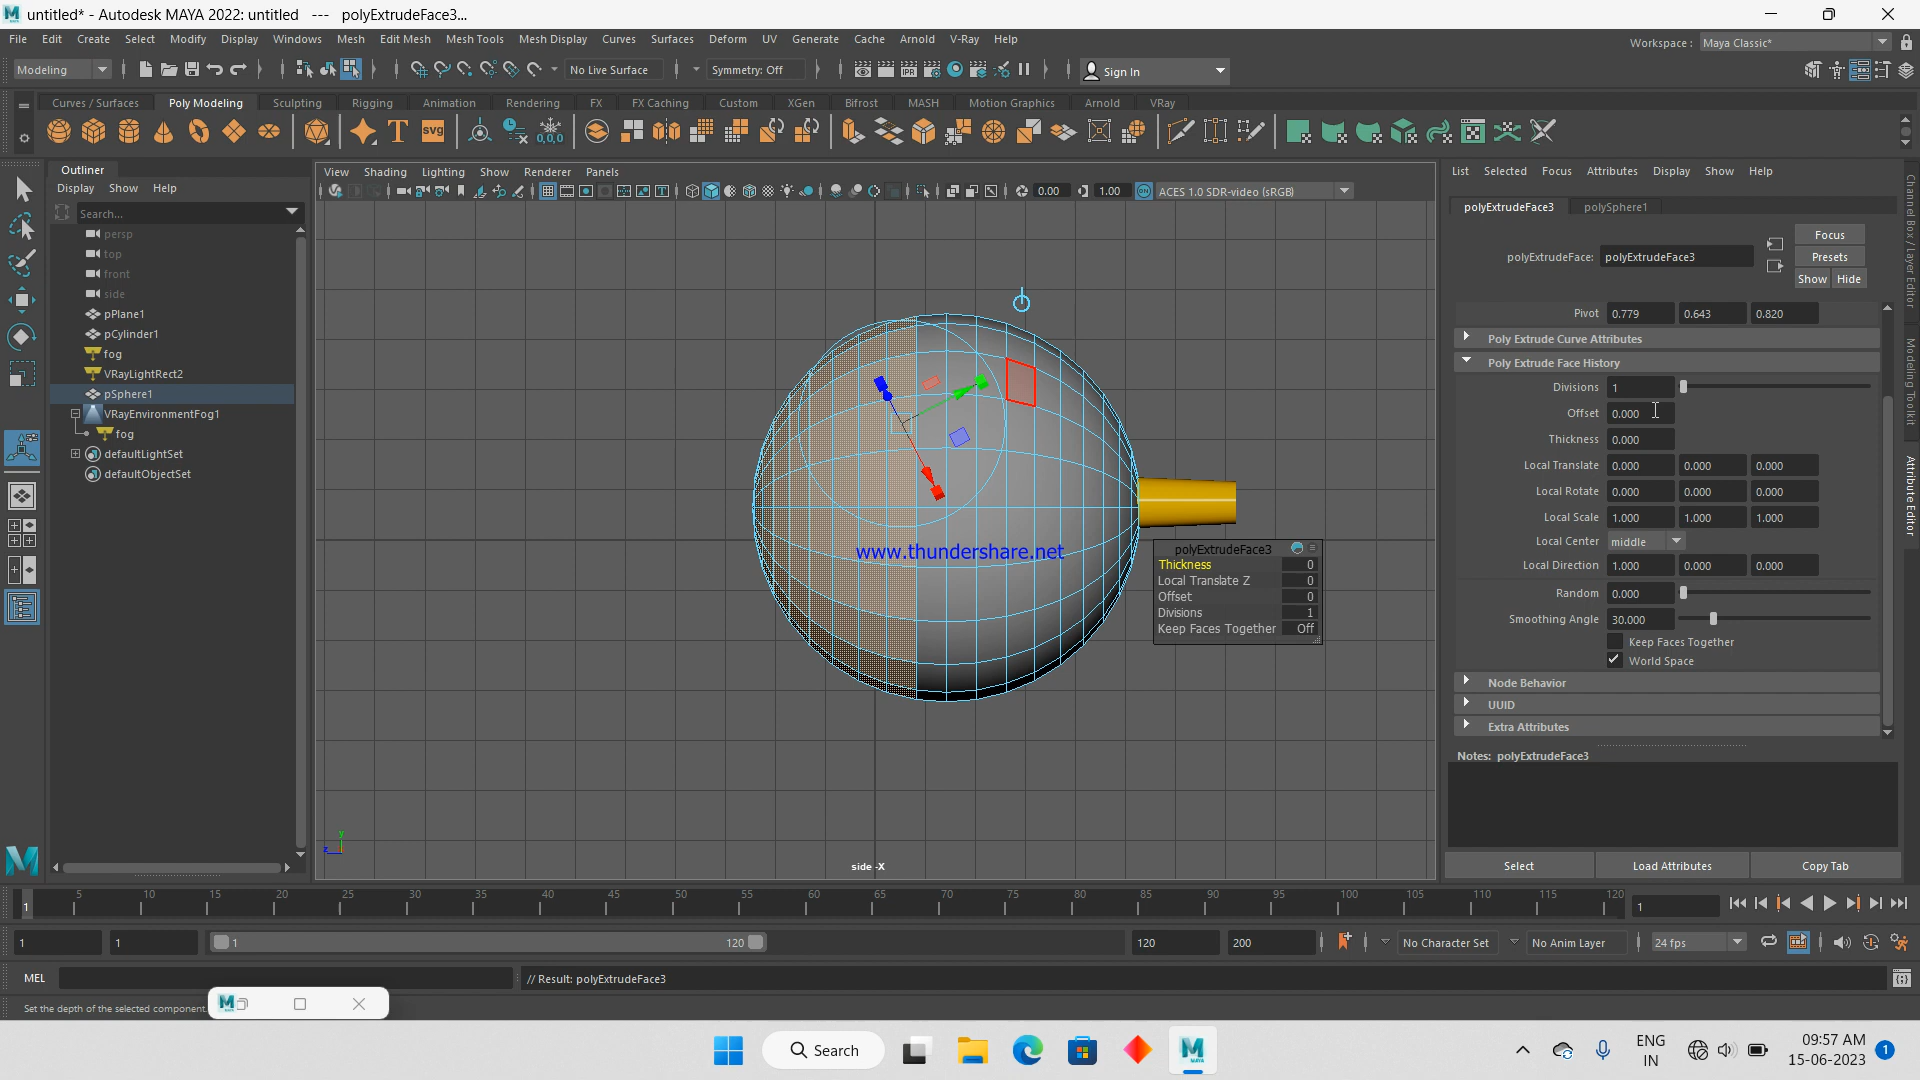 untitled* - Autodesk MAYA 2022: untitled --- polyExtrudeFace3...
File Edit Create Select Modify Display Windows Mesh Edit Mesh Mesh Tools Mesh Display Curves Surfaces Deform UV Generate Cache Arnold V-Ray Help
Workspace : Maya Classic*
Modeling No Live Surface Symmetry: Off Sign In
Curves / Surfaces Poly Modeling Sculpting Rigging Animation Rendering FX FX Caching Custom XGen Bifrost MASH Motion Graphics Arnold VRay
Outliner
Display Show Help
Search...
persp
top
front
side
pPlane1
pCylinder1
fog
VRayLightRect2
pSphere1
VRayEnvironmentFog1
fog
defaultLightSet
defaultObjectSet
View Shading Lighting Show Renderer Panels
0.00 1.00 ACES 1.0 SDR-video (sRGB)
www.thundershare.net
polyExtrudeFace3
Thickness 0
Local Translate Z 0
Offset 0
Divisions 1
Keep Faces Together Off
side -X
List Selected Focus Attributes Display Show Help
polyExtrudeFace3 polySphere1
polyExtrudeFace: polyExtrudeFace3
Focus
Presets
Show Hide
Pivot 0.779 0.643 0.820
Poly Extrude Curve Attributes
Poly Extrude Face History
Divisions 1
Offset 0.000
Thickness 0.000
Local Translate 0.000 0.000 0.000
Local Rotate 0.000 0.000 0.000
Local Scale 1.000 1.000 1.000
Local Center middle
Local Direction 1.000 0.000 0.000
Random 0.000
Smoothing Angle 30.000
Keep Faces Together
World Space
Node Behavior
UUID
Extra Attributes
Notes: polyExtrudeFace3
Select Load Attributes Copy Tab
Channel Box / Layer Editor
Modeling Toolkit
Attribute Editor
1 5 10 15 20 25 30 35 40 45 50 55 60 65 70 75 80 85 90 95 100 105 110 115 120 1
1 1 1 120 120 200 No Character Set No Anim Layer 24 fps
MEL // Result: polyExtrudeFace3
Set the depth of the selected component
Search
ENG
IN
09:57 AM
15-06-2023
1